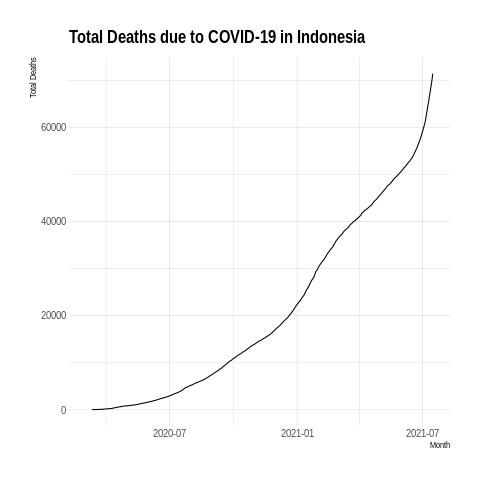 Total Deaths due to COVID-19 in Indonesia
Total Deaths
60000
40000
20000
0
2020-07 2021-01 2021-07
Month